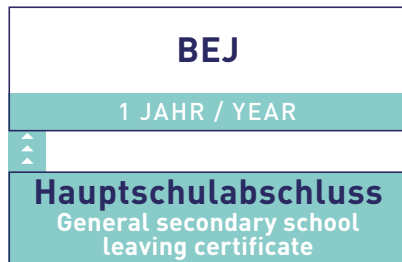 BEJ
1 JAHR / YEAR
Hauptschulabschluss
General secondary school
leaving certificate